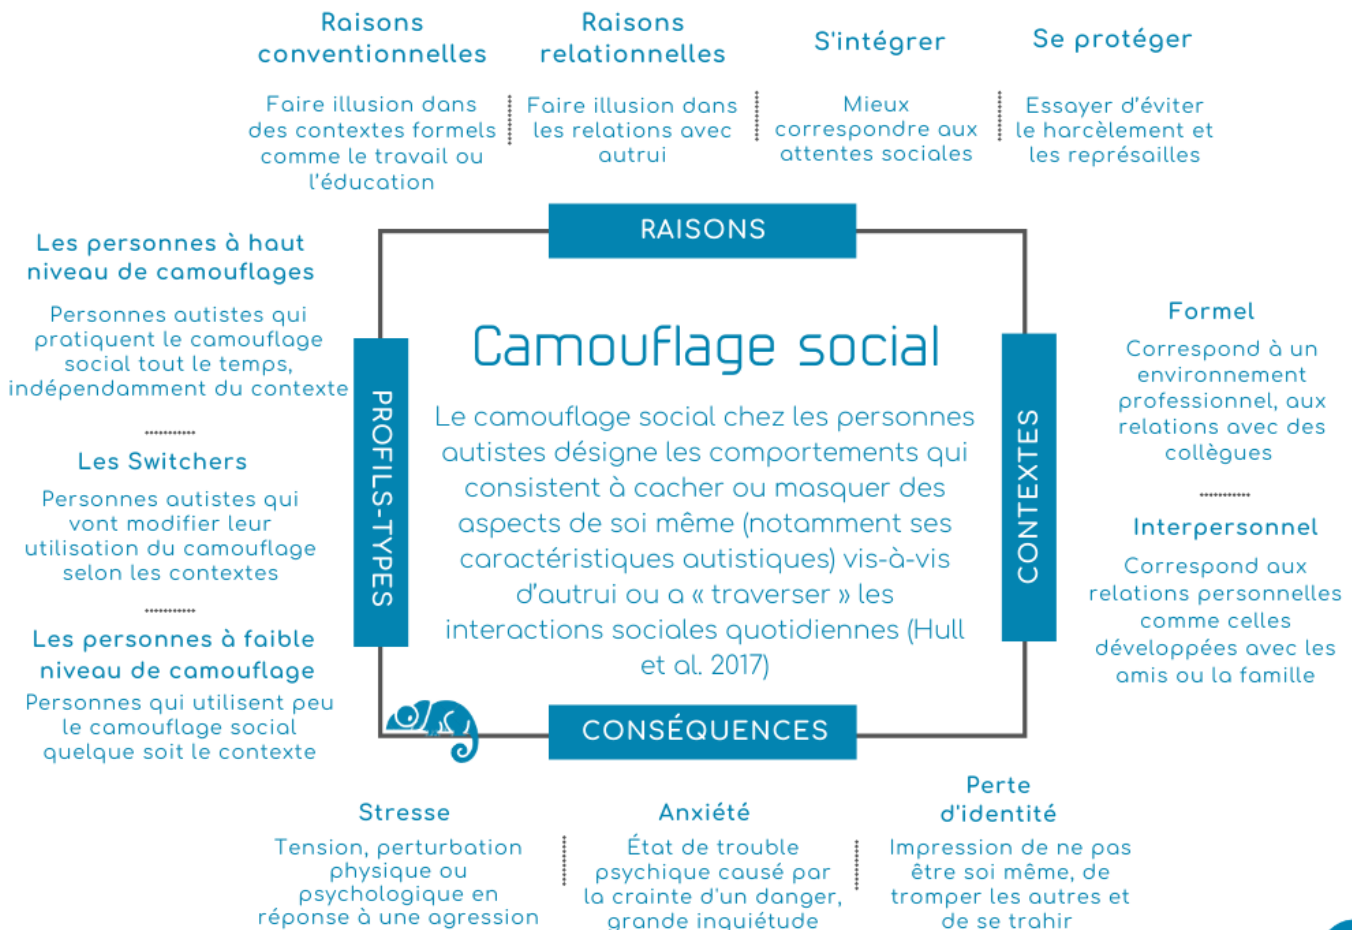 Raisons
conventionnelles
Faire illusion dans
des contextes formels
comme le travail ou
l'éducation
Raisons
relationnelles
Faire illusion dans
les relations avec
autrui
S'intégrer
Mieux
correspondre aux
attentes sociales
Se protéger
Essayer d'éviter
le harcèlement et
les représailles
RAISONS
Les personnes à haut
niveau de camouflages
Personnes autistes qui
pratiquent le camouflage
social tout le temps,
indépendamment du contexte
Les Switchers
Personnes autistes qui
vont modifier leur
utilisation du camouflage
selon les contextes
Les personnes à faible
niveau de camouflage
Personnes qui utilisent peu
le camouflage social
quelque soit le contexte
PROFILS-TYPES
Camouflage social
Le camouflage social chez les personnes
autistes désigne les comportements qui
consistent à cacher ou masquer des
aspects de soi même (notamment ses
caractéristiques autistiques) vis-à-vis
d'autrui ou a « traverser » les
interactions sociales quotidiennes (Hull
et al. 2017)
CONTEXTES
Formel
Correspond à un
environnement
professionnel, aux
relations avec des
collègues
Interpersonnel
Correspond aux
relations personnelles
comme celles
développées avec les
amis ou la famille
CONSÉQUENCES
Stresse
Tension, perturbation
physique ou
psychologique en
réponse à une agression
Anxiété
État de trouble
psychique causé par
la crainte d'un danger,
grande inquiétude
Perte
d'identité
Impression de ne pas
être soi même, de
tromper les autres et
de se trahir